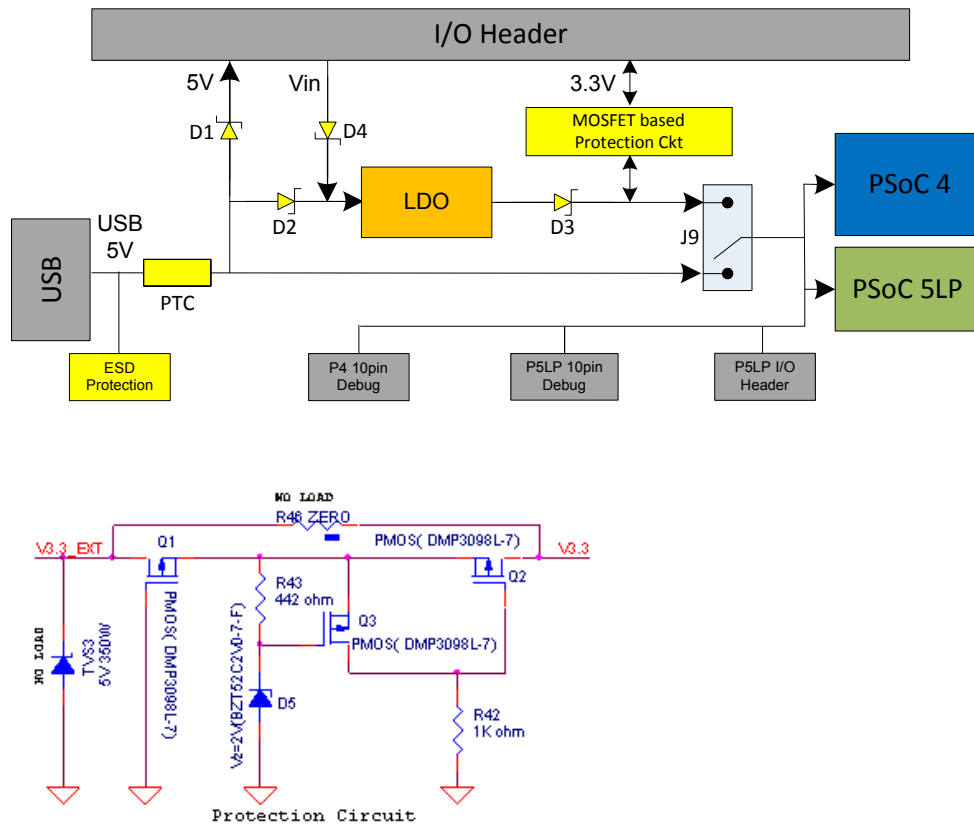 I/O Header
5V
Vin
3.3V
D1
D4
MOSFET based
Protection Ckt
PSoC 4
LDO
D2
D3
J9
USB
USB
5V
PTC
PSoC 5LP
ESD
Protection
P4 10pin
Debug
P5LP 10pin
Debug
P5LP I/O
Header
NO LOAD
R46 ZERO
V3.3_EXT
Q1
PMOS( DMP3098L-7)
V3.3
Q2
R43
442 ohm
Q3
PMOS( DMP3098L-7)
NO LOAD
TVS3
5V 350W
PMOS( DMP3098L-7)
Vz=2V(BZT52C2V0-7-F)
D5
R42
1K ohm
Protection Circuit